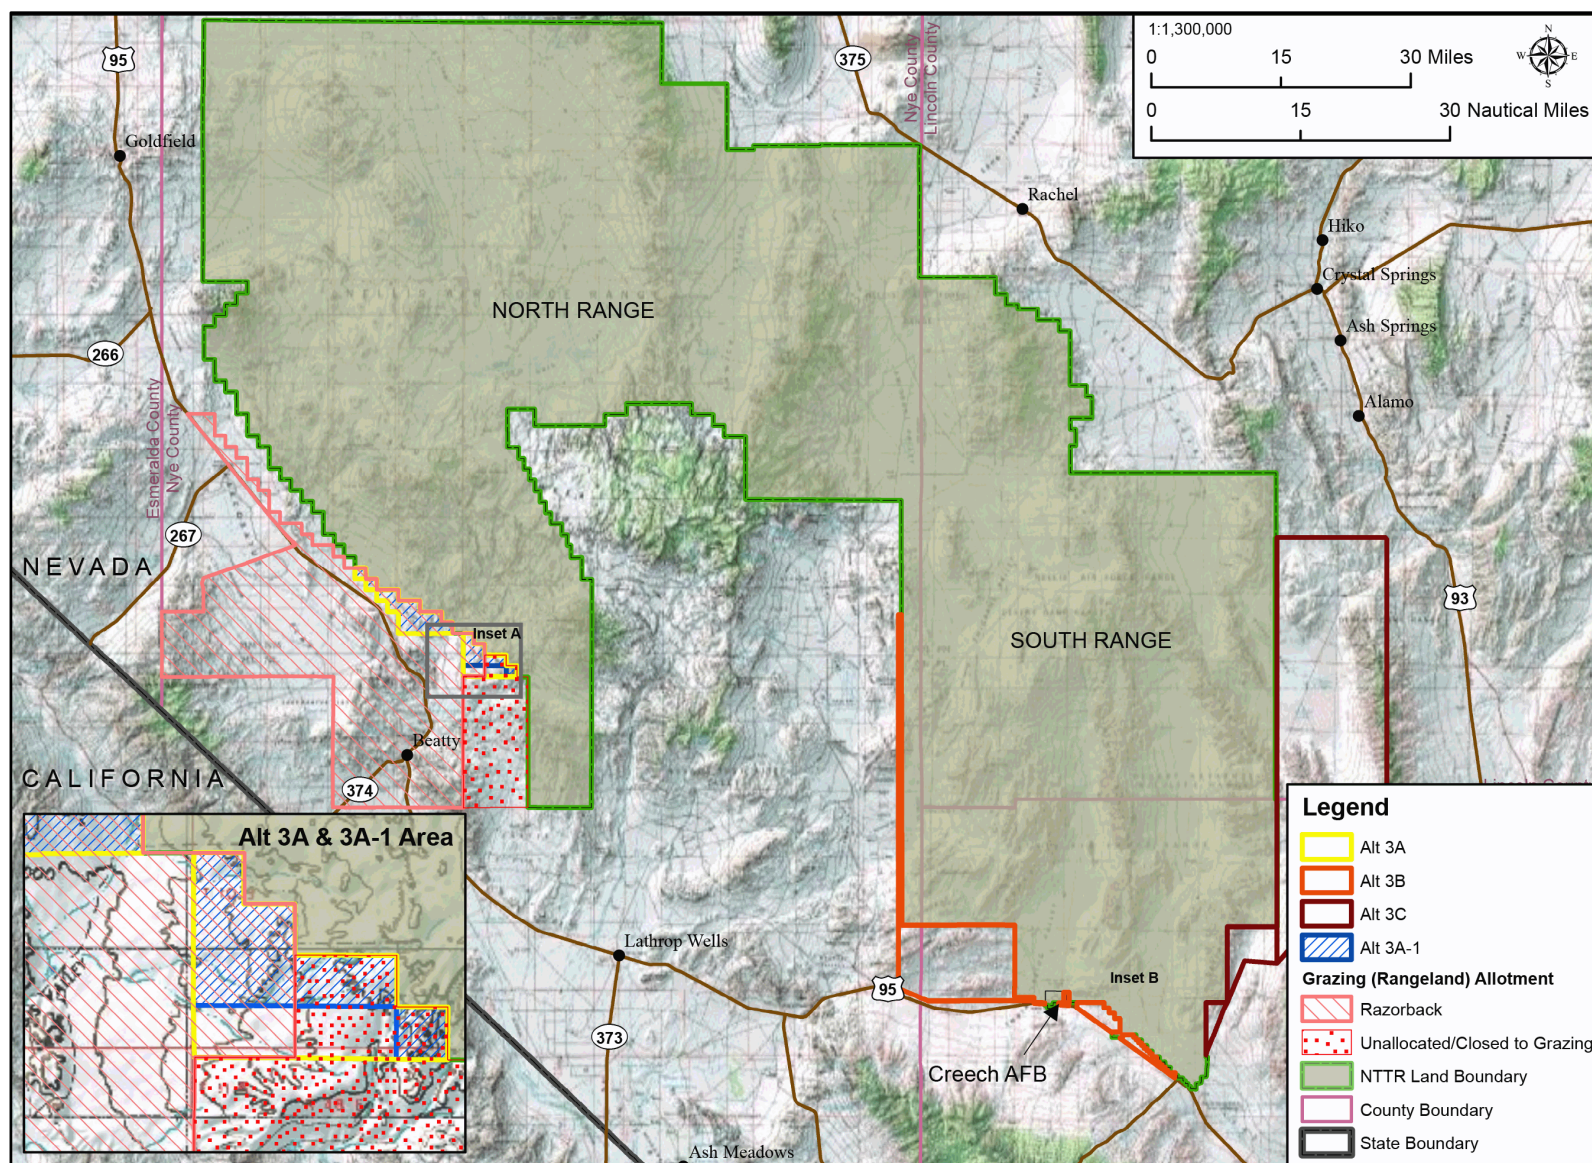 1:1,300,000
0 15 30 Miles
0 15 30 Nautical Miles
N
W E
S
95
375
Nye County
Lincoln County
Goldfield
Rachel
Hiko
Crystal Springs
Ash Springs
Alamo
NORTH RANGE
266
Esmeralda County
Nye County
267
NEVADA
93
Inset A
SOUTH RANGE
Beatty
CALIFORNIA
374
Alt 3A & 3A-1 Area
VALLEY
Lathrop Wells
95
Inset B
373
Creech AFB
Ash Meadows
Legend
Alt 3A
Alt 3B
Alt 3C
Alt 3A-1
Grazing (Rangeland) Allotment
Razorback
Unallocated/Closed to Grazing
NTTR Land Boundary
County Boundary
State Boundary